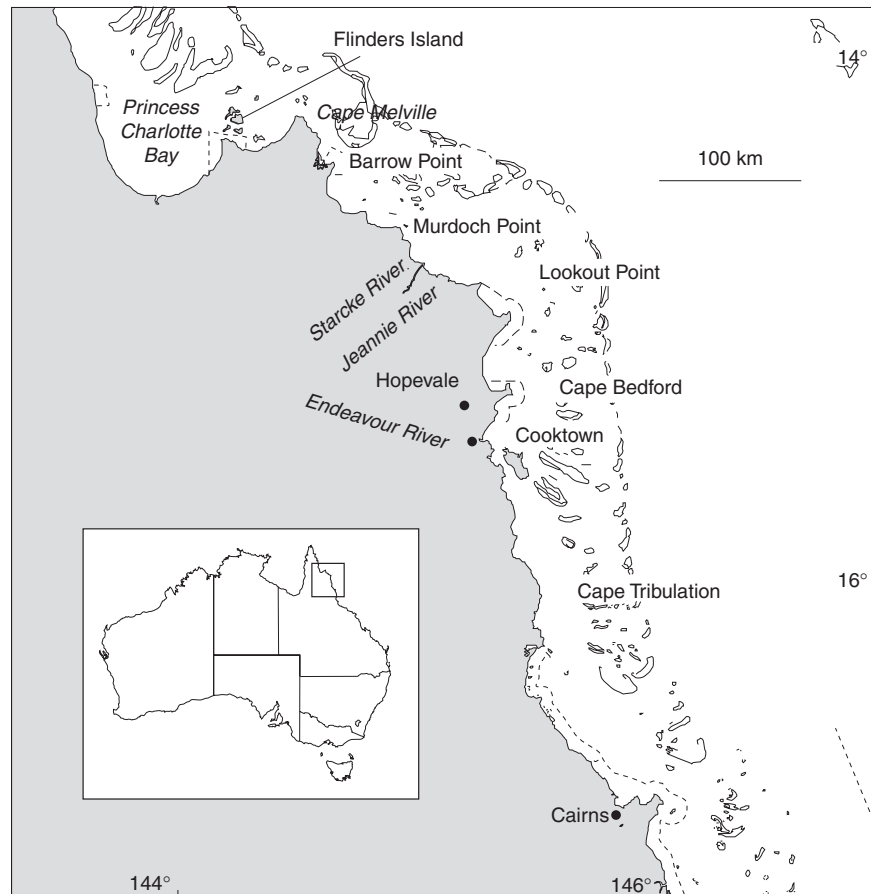 Flinders Island
14°
Princess
Charlotte
Bay
Cape Melville
Barrow Point
100 km
Murdoch Point
Lookout Point
Starcke River
Jeannie River
Hopevale
Cape Bedford
Endeavour River
Cooktown
16°
Cape Tribulation
Cairns
144°
146°